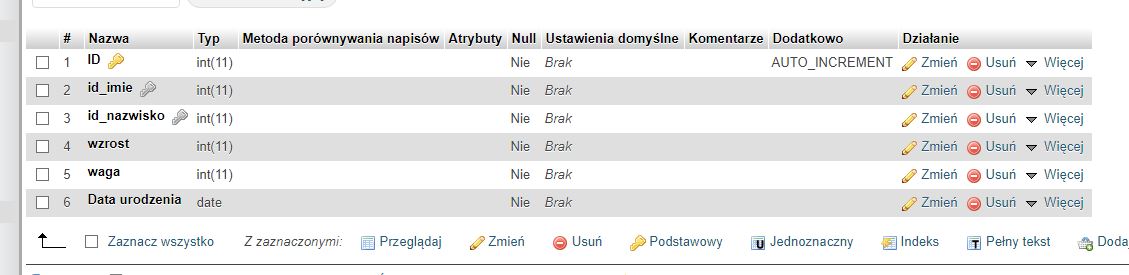 # Nazwa Typ Metoda porównywania napisów Atrybuty Null Ustawienia domyślne Komentarze Dodatkowo Działanie
1 ID int(11) Nie Brak AUTO_INCREMENT Zmień Usuń Więcej
2 id_imie int(11) Nie Brak Zmień Usuń Więcej
3 id_nazwisko int(11) Nie Brak Zmień Usuń Więcej
4 wzrost int(11) Nie Brak Zmień Usuń Więcej
5 waga int(11) Nie Brak Zmień Usuń Więcej
6 Data urodzenia date Nie Brak Zmień Usuń Więcej
Zaznacz wszystko Z zaznaczonymi: Przeglądaj Zmień Usuń Podstawowy U Jednoznaczny Indeks T Pełny tekst